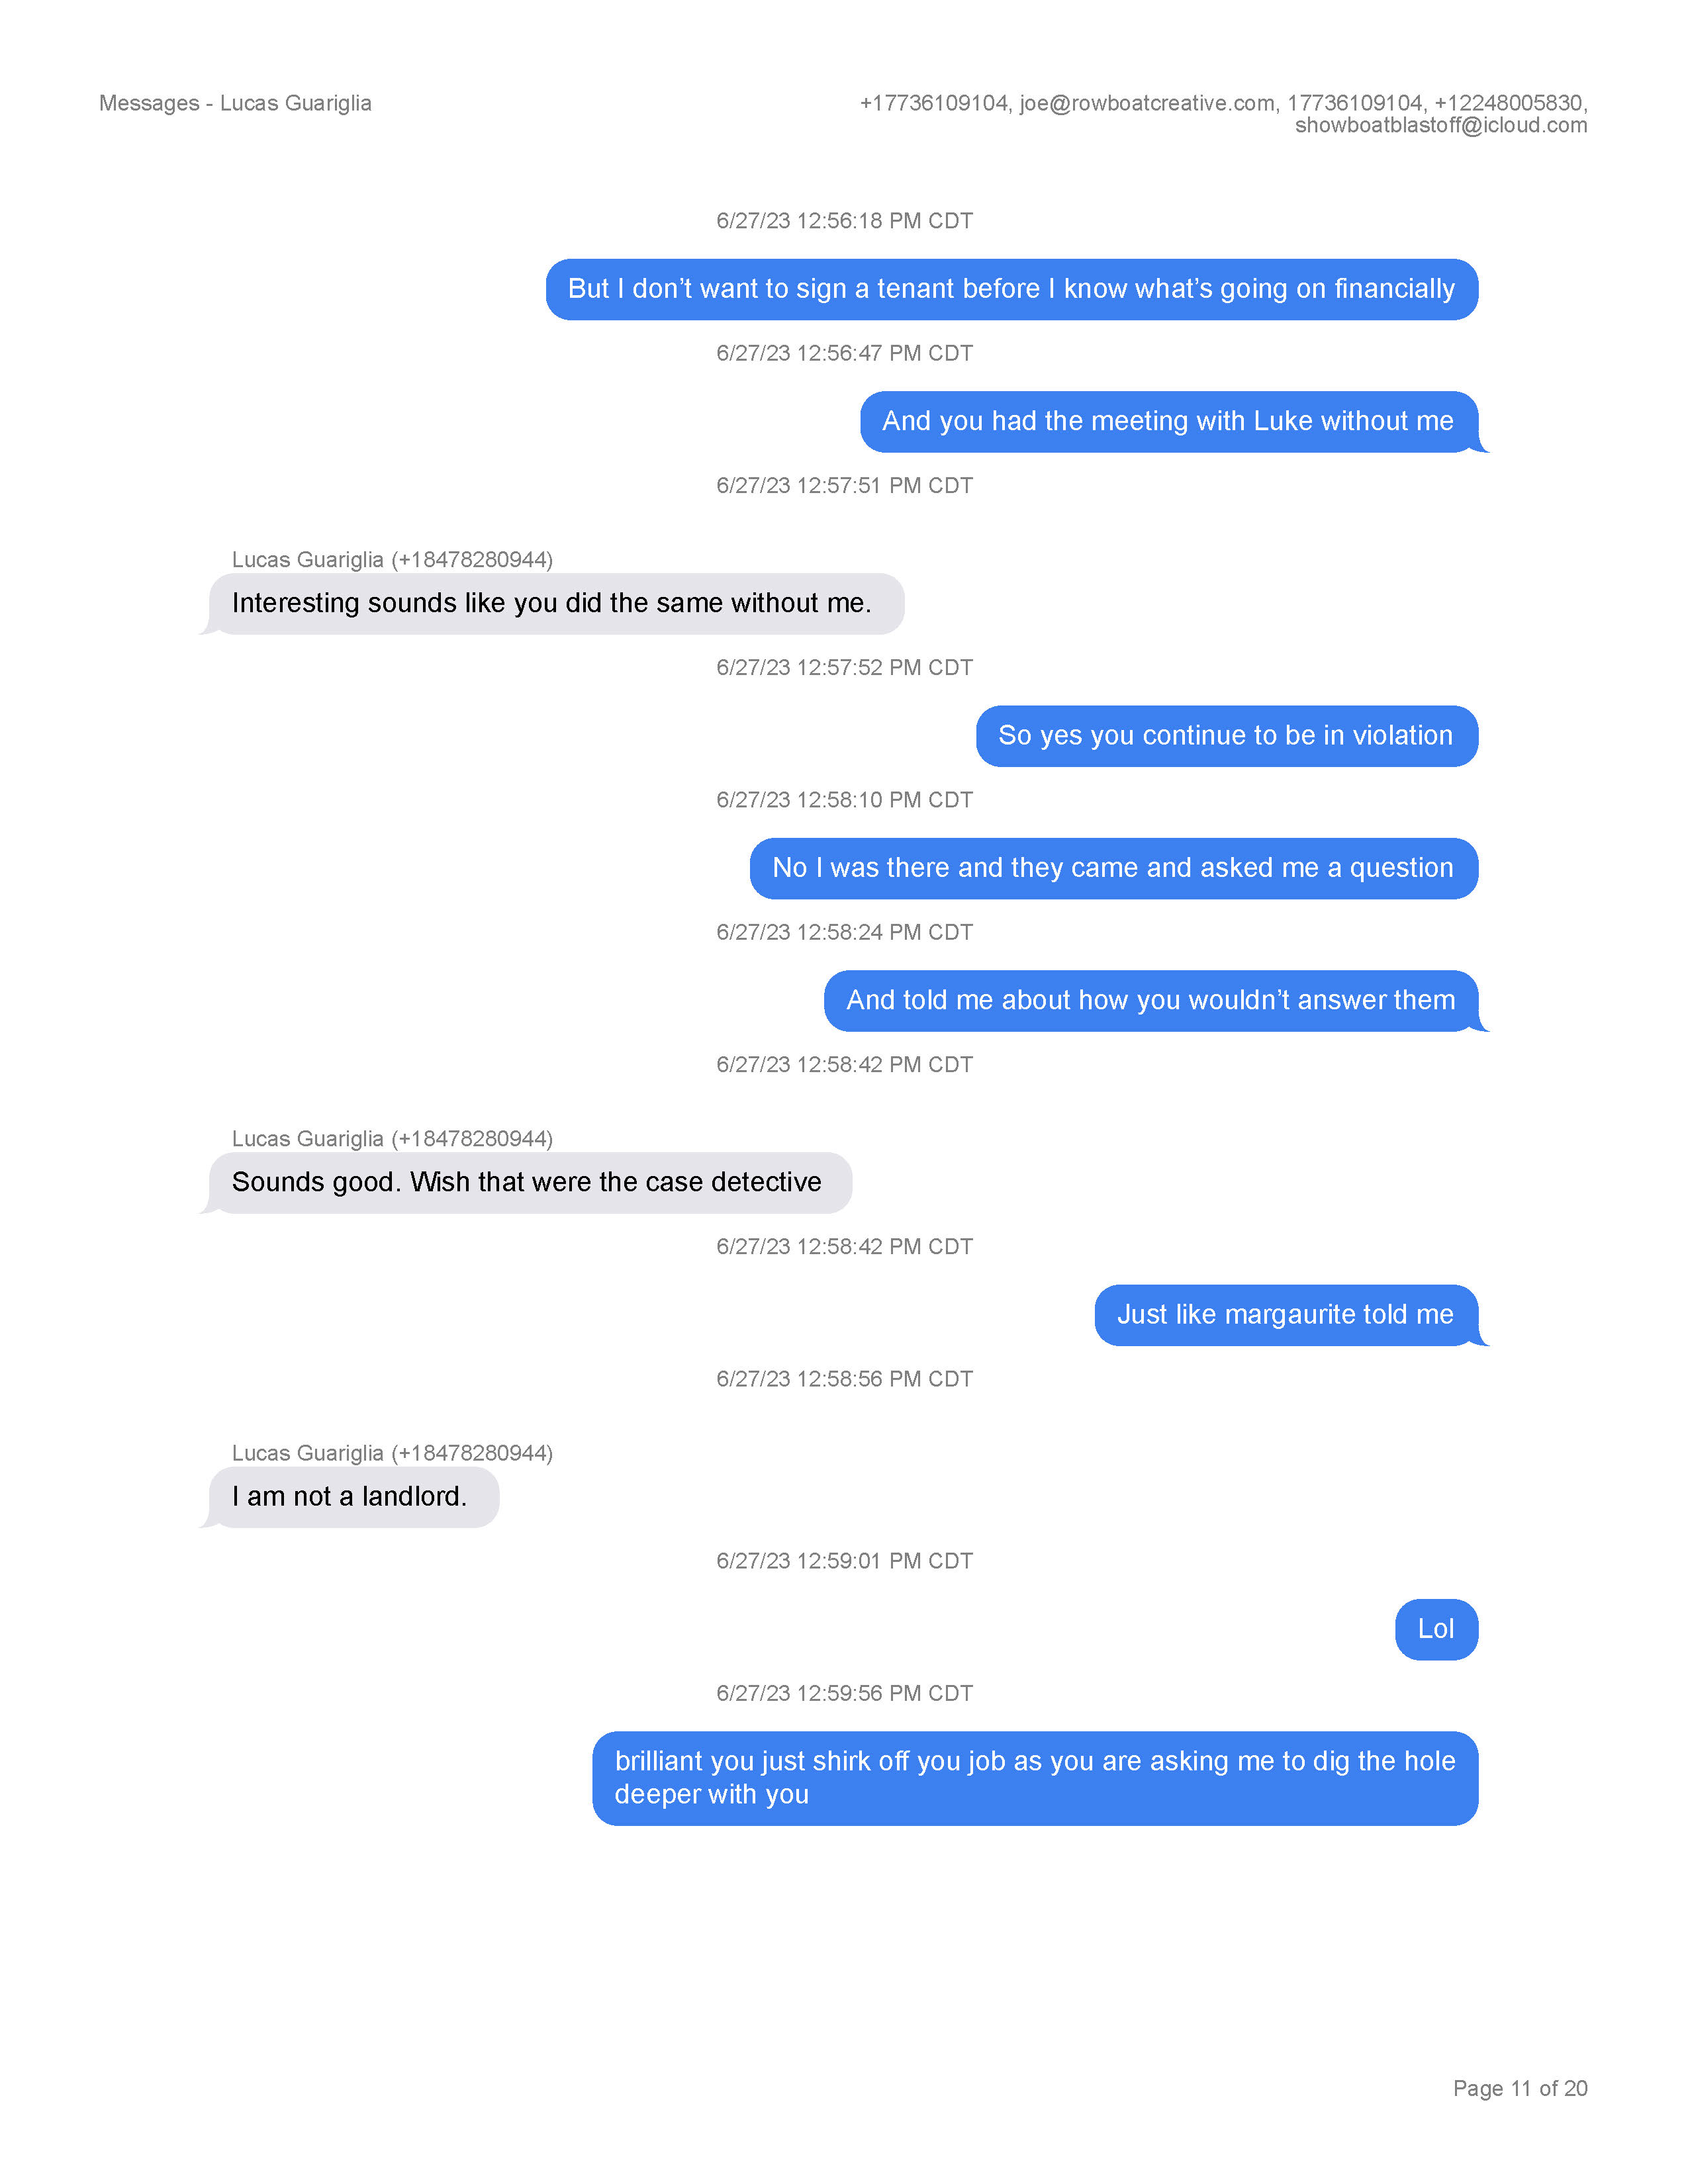 Messages - Lucas Guariglia
+17736109104, joe@rowboatcreative.com, 17736109104, +12248005830,
showboatblastoff@icloud.com
6/27/23 12:56:18 PM CDT
But I don’t want to sign a tenant before I know what’s going on financially
6/27/23 12:56:47 PM CDT
And you had the meeting with Luke without me
6/27/23 12:57:51 PM CDT
Lucas Guariglia (+18478280944)
Interesting sounds like you did the same without me.
6/27/23 12:57:52 PM CDT
So yes you continue to be in violation
6/27/23 12:58:10 PM CDT
No I was there and they came and asked me a question
6/27/23 12:58:24 PM CDT
And told me about how you wouldn’t answer them
6/27/23 12:58:42 PM CDT
Lucas Guariglia (+18478280944)
Sounds good. Wish that were the case detective
6/27/23 12:58:42 PM CDT
Just like margaurite told me
6/27/23 12:58:56 PM CDT
Lucas Guariglia (+18478280944)
I am not a landlord.
6/27/23 12:59:01 PM CDT
Lol
6/27/23 12:59:56 PM CDT
brilliant you just shirk off you job as you are asking me to dig the hole
deeper with you
Page 11 of 20